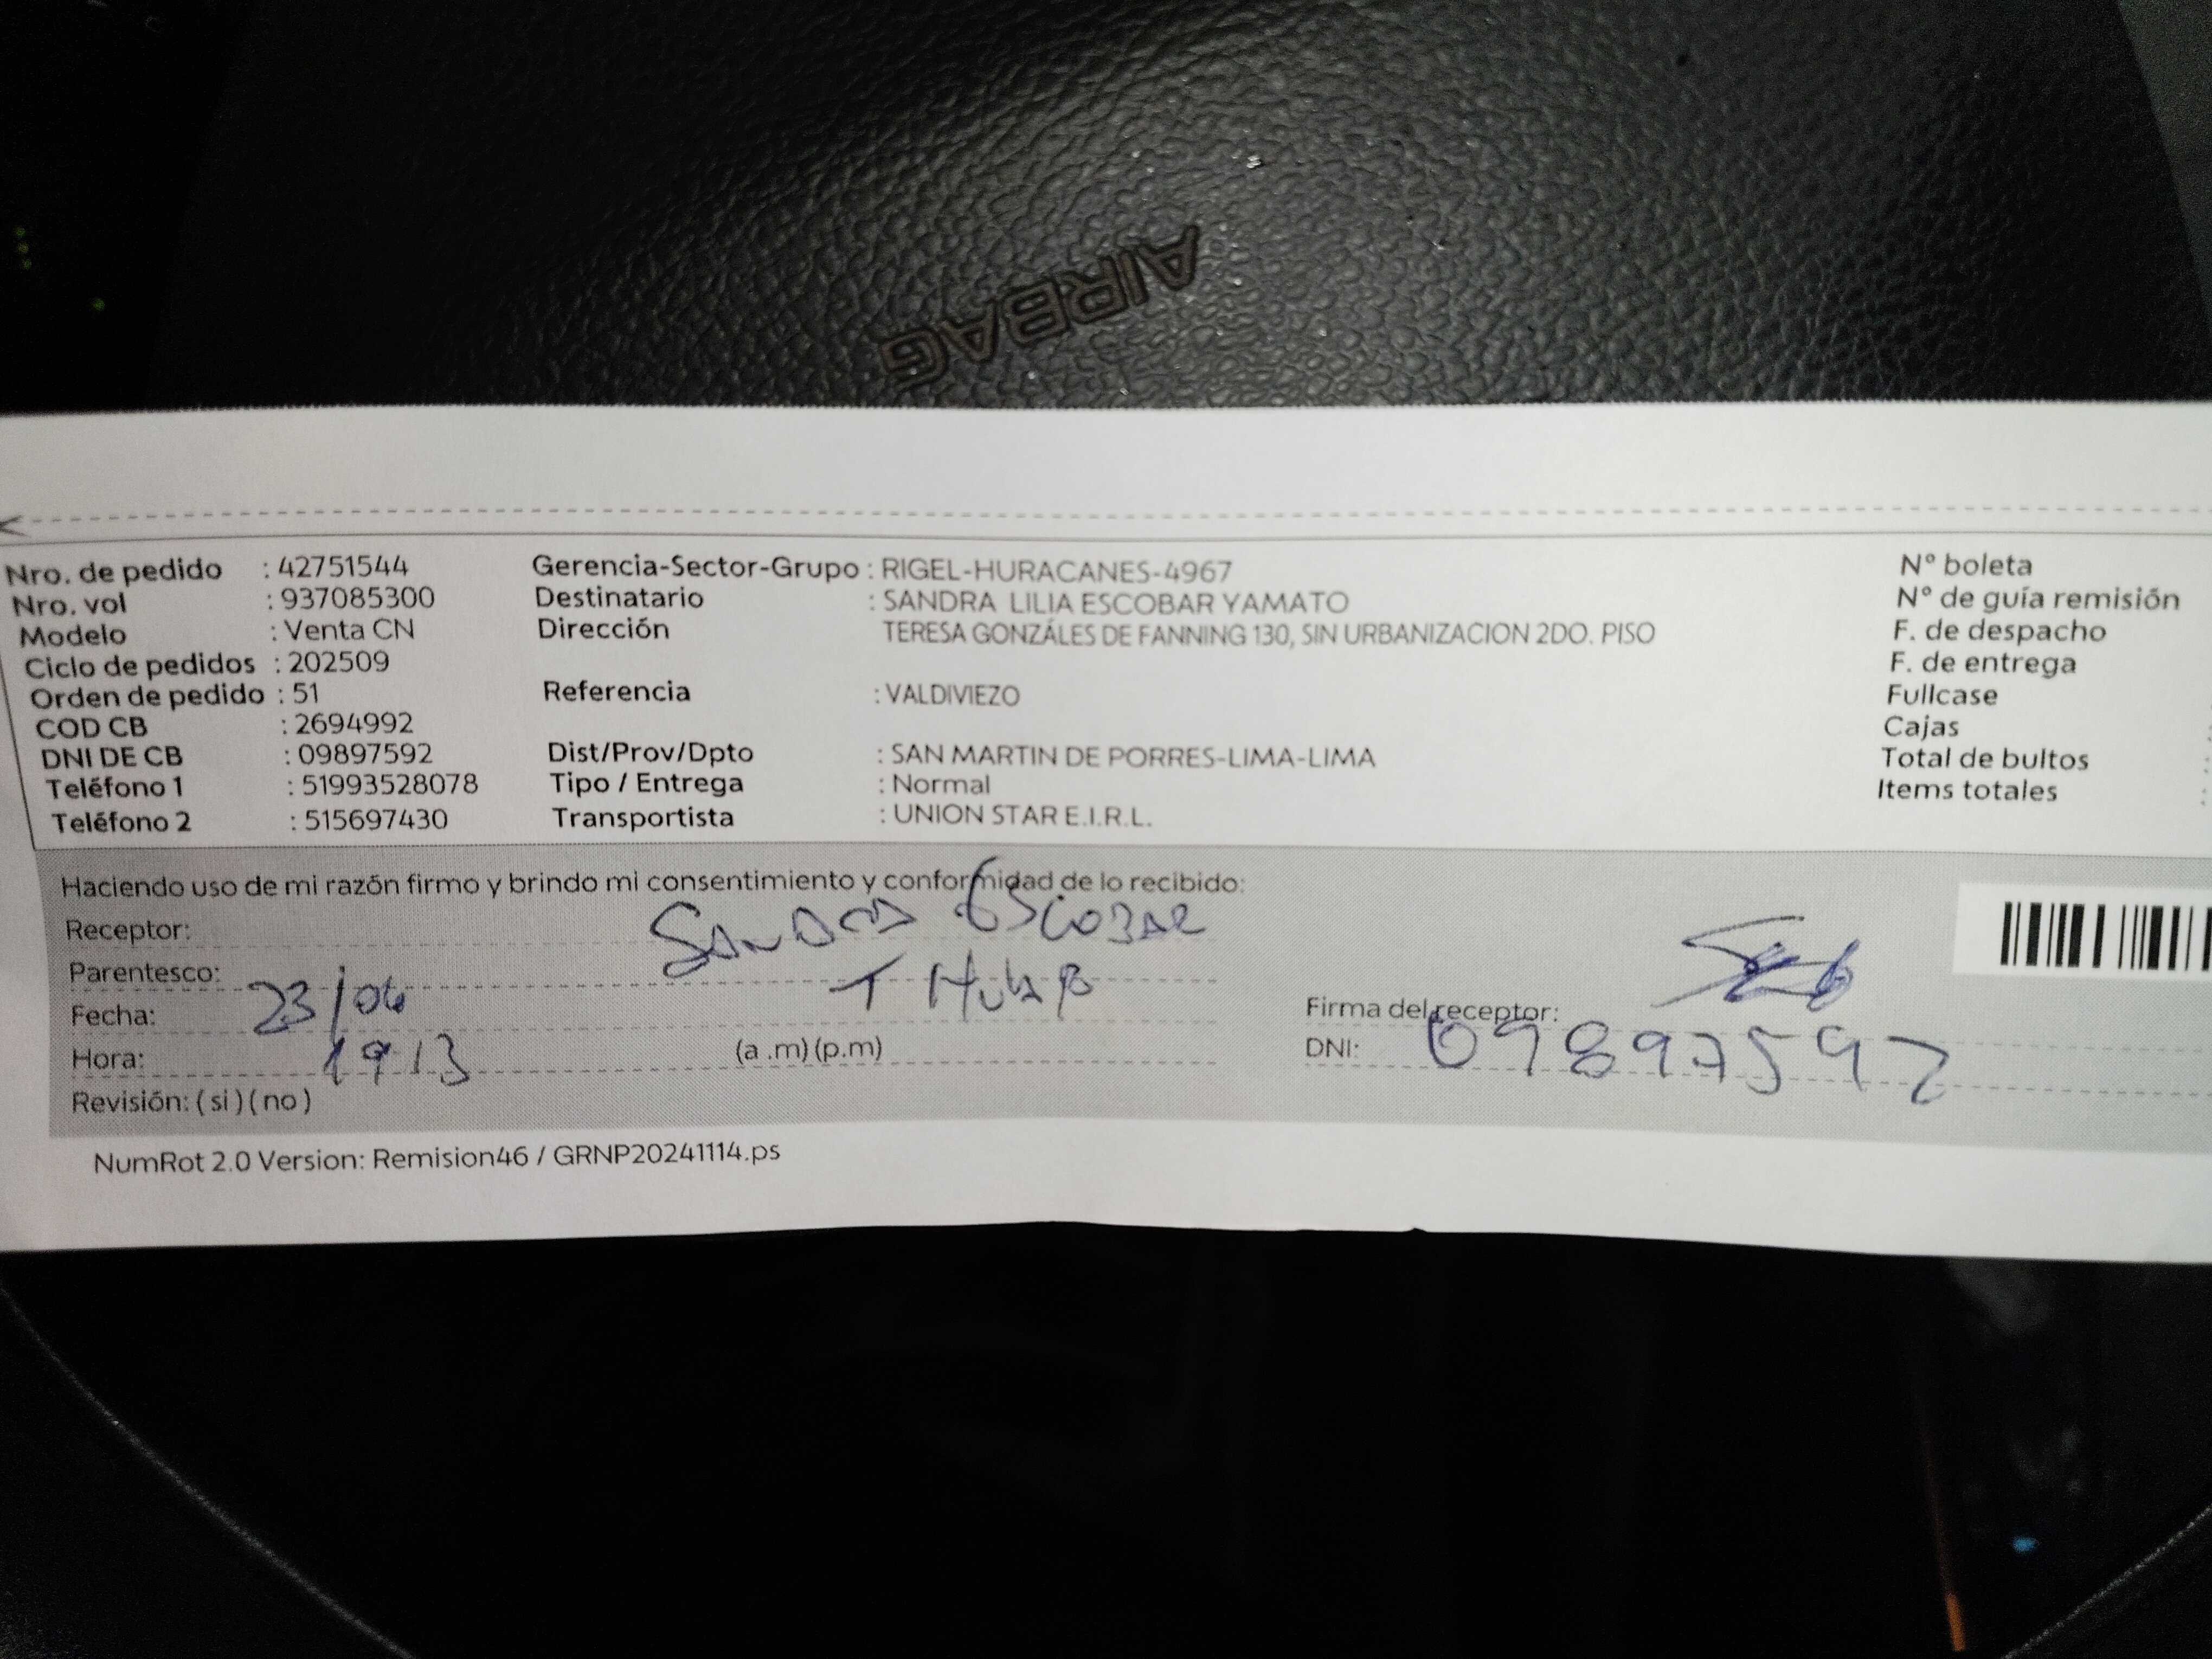 AIRBAG
Nro. de pedido : 42751544 Gerencia-Sector-Grupo : RIGEL-HURACANES-4967 N° boleta
Nro. vol : 937085300 Destinatario : SANDRA LILIA ESCOBAR YAMATO N° de guía remisión
Modelo : Venta CN Dirección TERESA GONZÁLES DE FANNING 130, SIN URBANIZACION 2DO. PISO F. de despacho
Ciclo de pedidos : 202509 F. de entrega
Orden de pedido : 51 Referencia : VALDIVIEZO Fullcase
COD CB : 2694992 Cajas
DNI DE CB : 09897592 Dist/Prov/Dpto : SAN MARTIN DE PORRES-LIMA-LIMA Total de bultos :
Teléfono 1 : 51993528078 Tipo / Entrega : Normal Items totales :
Teléfono 2 : 515697430 Transportista : UNION STAR E.I.R.L.
Haciendo uso de mi razón firmo y brindo mi consentimiento y conformidad de lo recibido:
Receptor: SANDRA ESCOBAR
Parentesco:
Fecha: 23/04 Firma del receptor:
Hora: 1913 (a .m) (p.m) DNI: 09897592
Revisión: ( si ) ( no )
NumRot 2.0 Version: Remision46 / GRNP20241114.ps